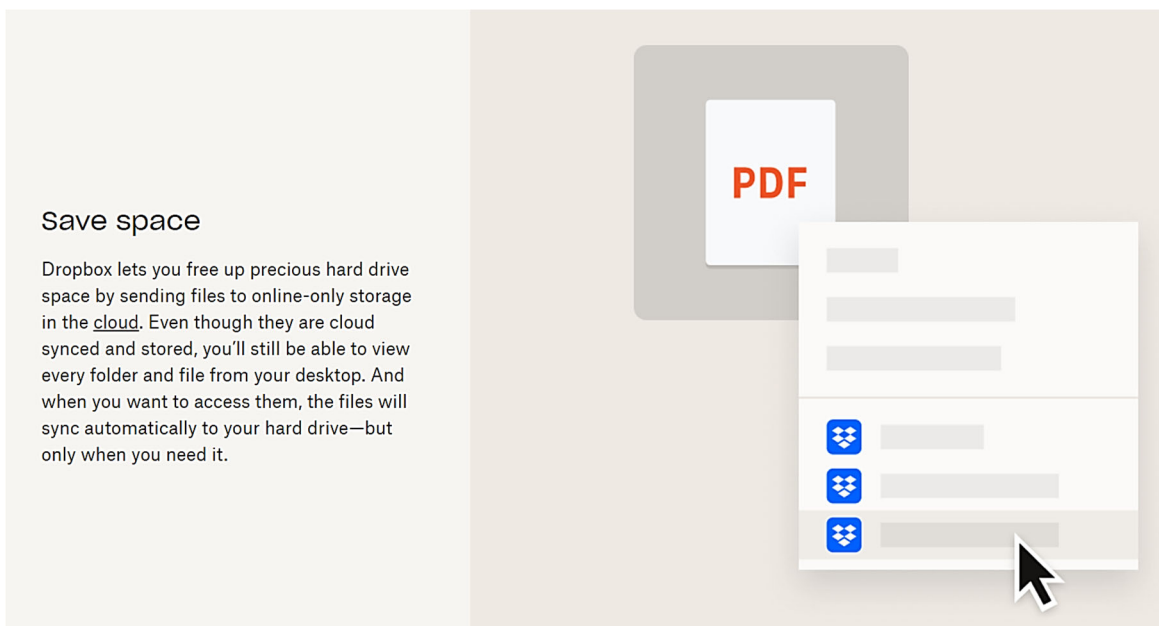 Save space
Dropbox lets you free up precious hard drive
space by sending files to online-only storage
in the cloud. Even though they are cloud
synced and stored, you’ll still be able to view
every folder and file from your desktop. And
when you want to access them, the files will
sync automatically to your hard drive—but
only when you need it.
PDF